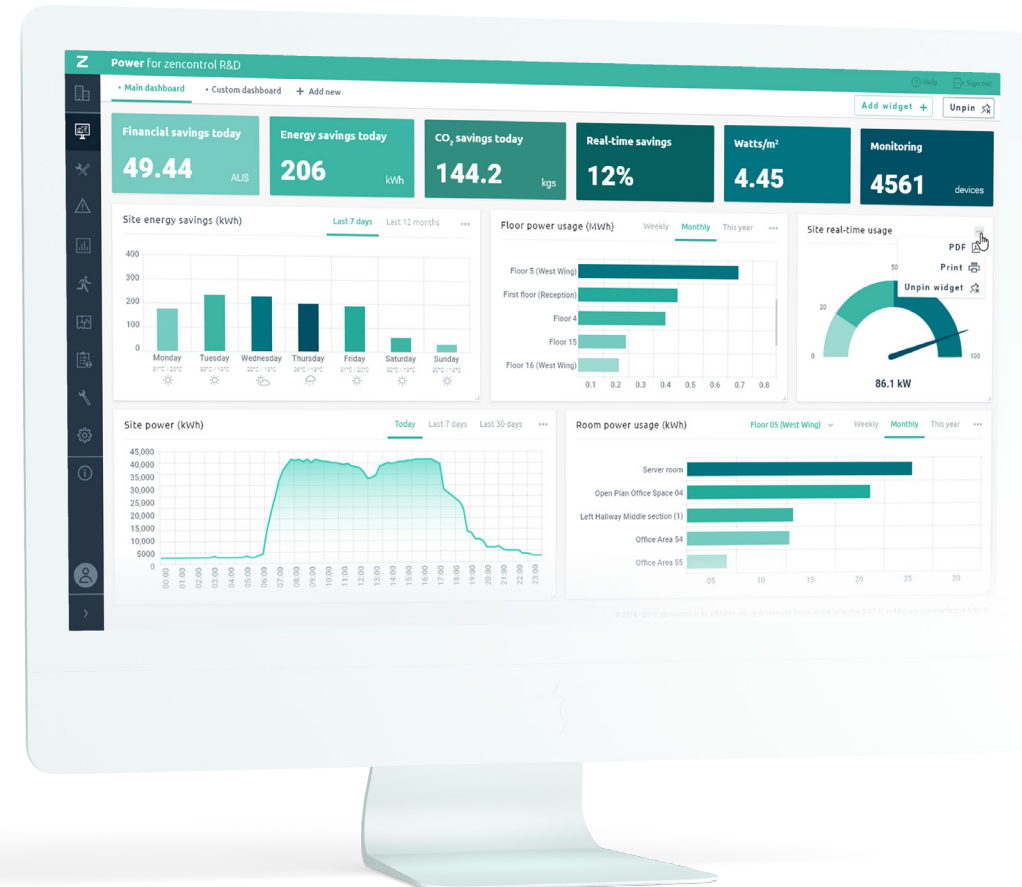 Z Power for zencontrol R&D
Help Sign out
• Main dashboard • Custom dashboard + Add new
Add widget + Unpin
Financial savings today
49.44 AU$
Energy savings today
206 kWh
CO₂ savings today
144.2 kgs
Real-time savings
12%
Watts/m²
4.45
Monitoring
4561 devices
Site energy savings (kWh) Last 7 days Last 12 months •••
400
300
200
100
0
Monday Tuesday Wednesday Thursday Friday Saturday Sunday
Floor power usage (MWh) Weekly Monthly This year •••
Floor 5 (West Wing)
First floor (Reception)
Floor 4
Floor 15
Floor 16 (West Wing)
0.1 0.2 0.3 0.4 0.5 0.6 0.7 0.8
Site real-time usage
PDF
Print
Unpin widget
50
20
0
100
86.1 kW
Site power (kWh) Today Last 7 days Last 30 days •••
45,000
40,000
35,000
30,000
25,000
20,000
15,000
10,000
5000
0
00:00 01:00 02:00 03:00 04:00 05:00 06:00 07:00 08:00 09:00 10:00 11:00 12:00 13:00 14:00 15:00 16:00 17:00 18:00 19:00 20:00 21:00 22:00 23:00
Room power usage (kWh) Floor 05 (West Wing) Weekly Monthly This year •••
Server room
Open Plan Office Space 04
Left Hallway Middle section (1)
Office Area 54
Office Area 55
05 10 15 20 25 30